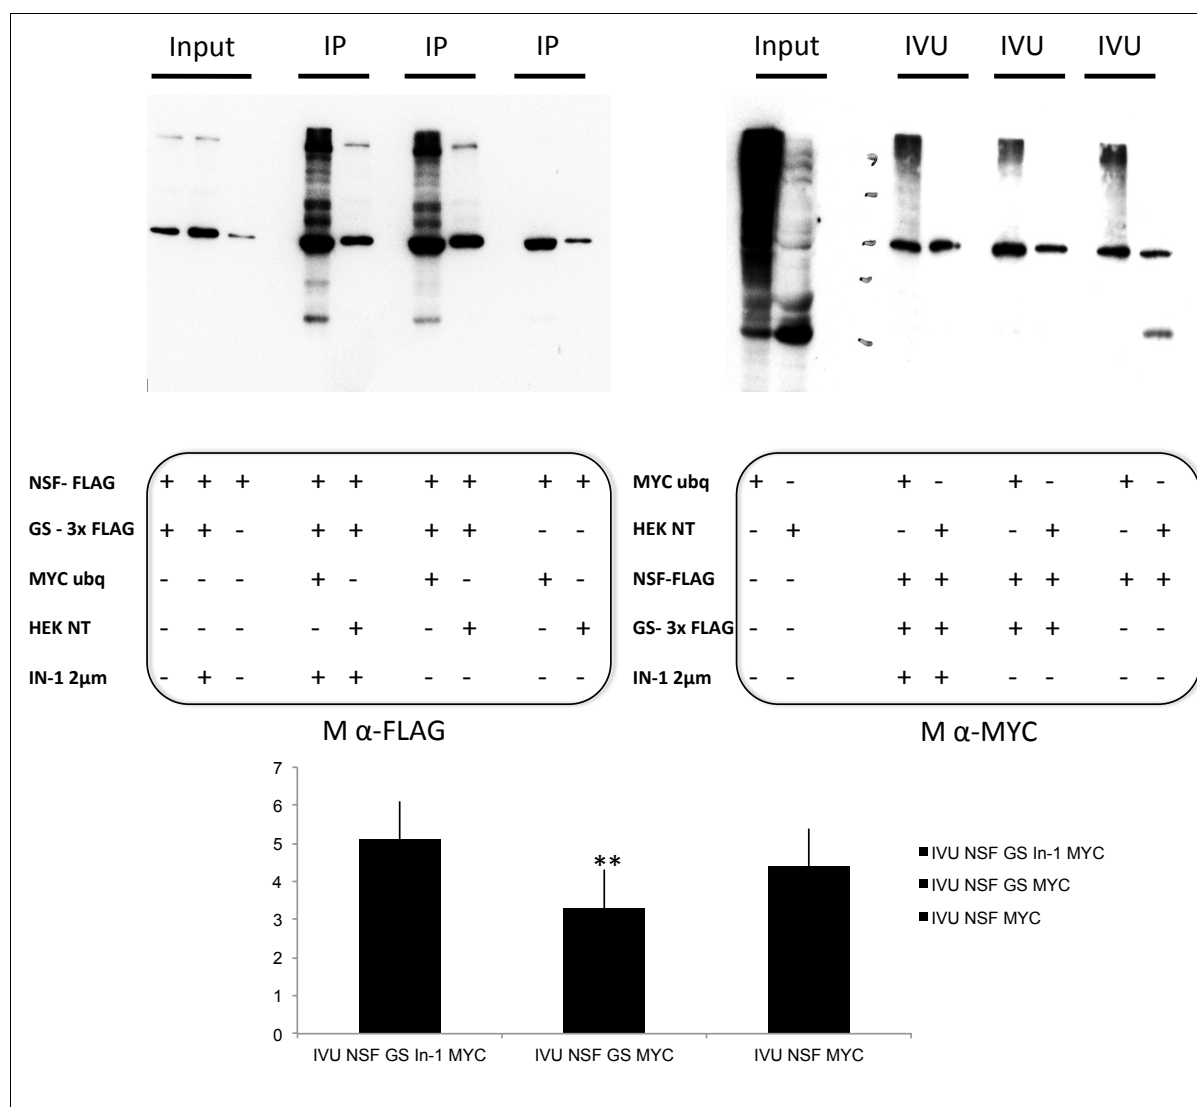 Input IP IP IP
Input IVU IVU IVU
NSF- FLAG + + + + + + + + +
GS - 3x FLAG + + - + + + + - -
MYC ubq - - - + - + - + -
HEK NT - - - - + - + - +
IN-1 2µm - + - + + - - - -
M α-FLAG
MYC ubq + - + - + - + -
HEK NT - + - + - + - +
NSF-FLAG - - + + + + + +
GS- 3x FLAG - - + + + + - -
IN-1 2µm - - + + - - - -
M α-MYC
7
6
5
4
3
2
1
0
**
IVU NSF GS In-1 MYC
IVU NSF GS MYC
IVU NSF MYC
IVU NSF GS In-1 MYC
IVU NSF GS MYC
IVU NSF MYC